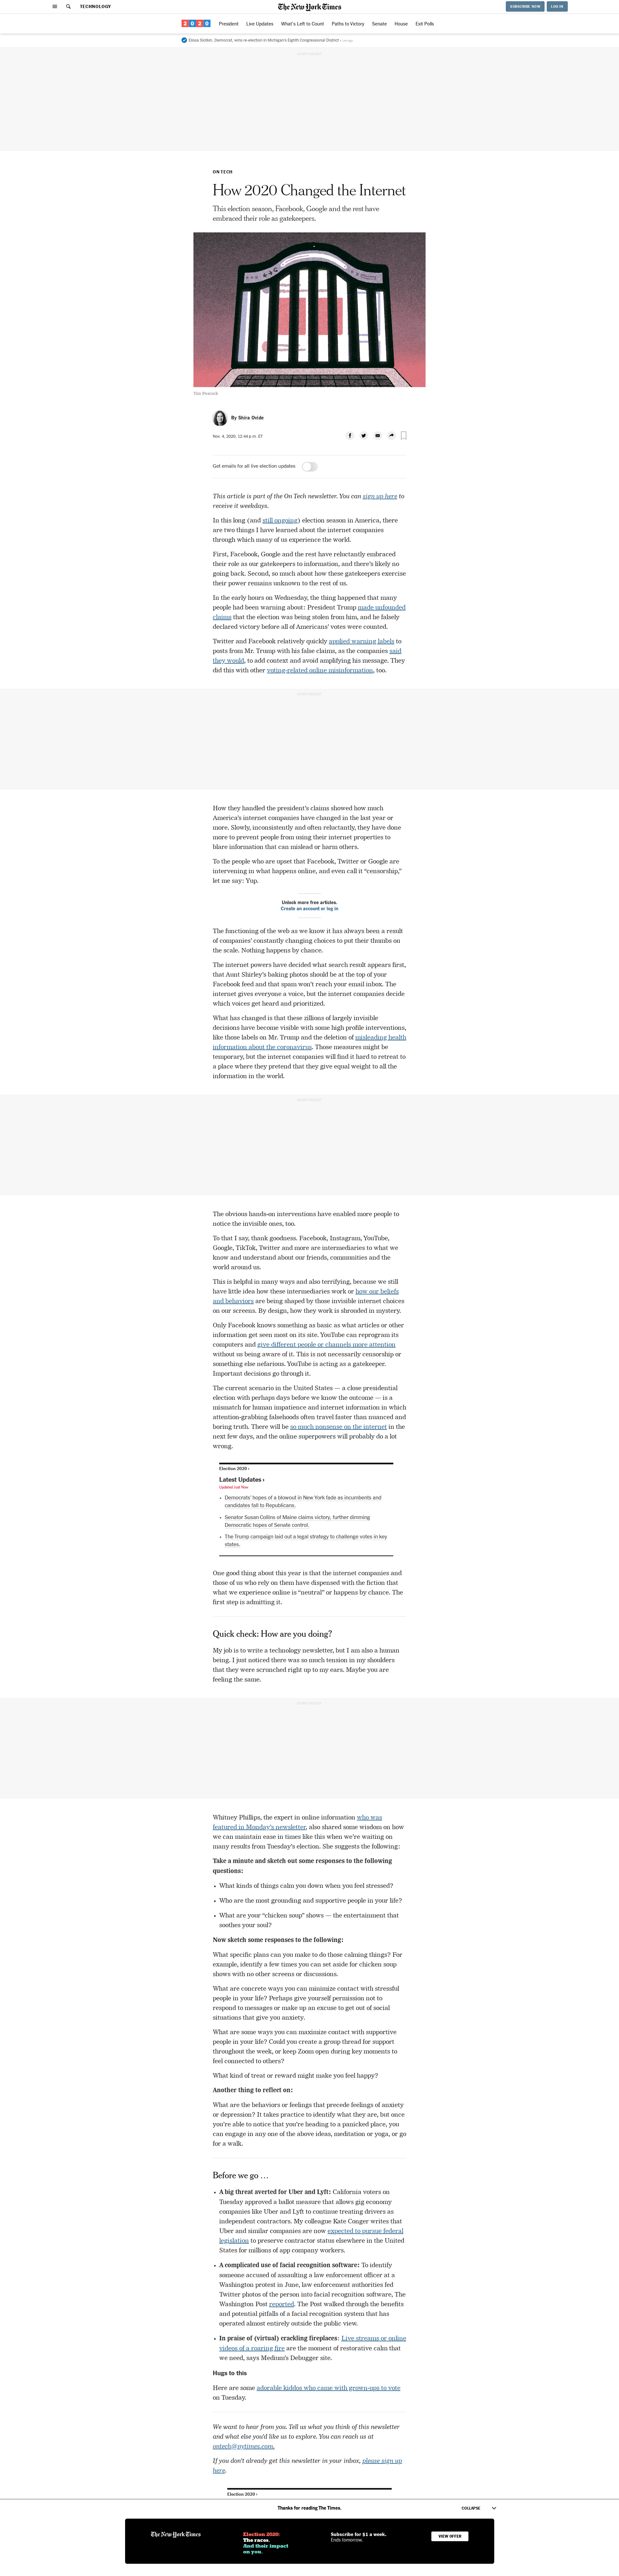 TECHNOLOGY
The New York Times
SUBSCRIBE NOW
LOG IN
2020
President
Live Updates
What's Left to Count
Paths to Victory
Senate
House
Exit Polls
Elissa Slotkin, Democrat, wins re-election in Michigan's Eighth Congressional District ›
ADVERTISEMENT
ON TECH
How 2020 Changed the Internet
This election season, Facebook, Google and the rest have
embraced their role as gatekeepers.
Tim Peacock
By Shira Ovide
Nov. 4, 2020, 12:44 p.m. ET
Get emails for all live election updates
This article is part of the On Tech newsletter. You can sign up here to
receive it weekdays.
In this long (and still ongoing) election season in America, there
are two things I have learned about the internet companies
through which many of us experience the world.
First, Facebook, Google and the rest have reluctantly embraced
their role as our gatekeepers to information, and there's likely no
going back. Second, so much about how these gatekeepers exercise
their power remains unknown to the rest of us.
In the early hours on Wednesday, the thing happened that many
people had been warning about: President Trump made unfounded
claims that the election was being stolen from him, and he falsely
declared victory before all of Americans' votes were counted.
Twitter and Facebook relatively quickly applied warning labels to
posts from Mr. Trump with his false claims, as the companies said
they would, to add context and avoid amplifying his message. They
did this with other voting-related online misinformation, too.
ADVERTISEMENT
How they handled the president's claims showed how much
America's internet companies have changed in the last year or
more. Slowly, inconsistently and often reluctantly, they have done
more to prevent people from using their internet properties to
blare information that can mislead or harm others.
To the people who are upset that Facebook, Twitter or Google are
intervening in what happens online, and even call it "censorship,"
let me say: Yup.
Unlock more free articles.
Create an account or log in
The functioning of the web as we know it has always been a result
of companies' constantly changing choices to put their thumbs on
the scale. Nothing happens by chance.
The internet powers have decided what search result appears first,
that Aunt Shirley's baking photos should be at the top of your
Facebook feed and that spam won't reach your email inbox. The
internet gives everyone a voice, but the internet companies decide
which voices get heard and prioritized.
What has changed is that these zillions of largely invisible
decisions have become visible with some high profile interventions,
like those labels on Mr. Trump and the deletion of misleading health
information about the coronavirus. Those measures might be
temporary, but the internet companies will find it hard to retreat to
a place where they pretend that they give equal weight to all the
information in the world.
ADVERTISEMENT
The obvious hands-on interventions have enabled more people to
notice the invisible ones, too.
To that I say, thank goodness. Facebook, Instagram, YouTube,
Google, TikTok, Twitter and more are intermediaries to what we
know and understand about our friends, communities and the
world around us.
This is helpful in many ways and also terrifying, because we still
have little idea how these intermediaries work or how our beliefs
and behaviors are being shaped by those invisible internet choices
on our screens. By design, how they work is shrouded in mystery.
Only Facebook knows something as basic as what articles or other
information get seen most on its site. YouTube can reprogram its
computers and give different people or channels more attention
without us being aware of it. This is not necessarily censorship or
something else nefarious. YouTube is acting as a gatekeeper.
Important decisions go through it.
The current scenario in the United States — a close presidential
election with perhaps days before we know the outcome — is a
mismatch for human impatience and internet information in which
attention-grabbing falsehoods often travel faster than nuanced and
boring truth. There will be so much nonsense on the internet in the
next few days, and the online superpowers will probably do a lot
wrong.
Election 2020 ›
Latest Updates ›
Updated Just Now
Democrats' hopes of a blowout in New York fade as incumbents and
candidates fall to Republicans.
Senator Susan Collins of Maine claims victory, further dimming
Democratic hopes of Senate control.
The Trump campaign laid out a legal strategy to challenge votes in key
states.
One good thing about this year is that the internet companies and
those of us who rely on them have dispensed with the fiction that
what we experience online is "neutral" or happens by chance. The
first step is admitting it.
Quick check: How are you doing?
My job is to write a technology newsletter, but I am also a human
being. I just noticed there was so much tension in my shoulders
that they were scrunched right up to my ears. Maybe you are
feeling the same.
ADVERTISEMENT
Whitney Phillips, the expert in online information who was
featured in Monday's newsletter, also shared some wisdom on how
we can maintain ease in times like this when we're waiting on
many results from Tuesday's election. She suggests the following:
Take a minute and sketch out some responses to the following
questions:
What kinds of things calm you down when you feel stressed?
Who are the most grounding and supportive people in your life?
What are your "chicken soup" shows — the entertainment that
soothes your soul?
Now sketch some responses to the following:
What specific plans can you make to do those calming things? For
example, identify a few times you can set aside for chicken soup
shows with no other screens or discussions.
What are concrete ways you can minimize contact with stressful
people in your life? Perhaps give yourself permission not to
respond to messages or make up an excuse to get out of social
situations that give you anxiety.
What are some ways you can maximize contact with supportive
people in your life? Could you create a group thread for support
throughout the week, or keep Zoom open during key moments to
feel connected to others?
What kind of treat or reward might make you feel happy?
Another thing to reflect on:
What are the behaviors or feelings that precede feelings of anxiety
or depression? It takes practice to identify what they are, but once
you're able to notice that you're heading to a panicked place, you
can engage in any one of the above ideas, meditation or yoga, or go
for a walk.
Before we go …
A big threat averted for Uber and Lyft: California voters on
Tuesday approved a ballot measure that allows gig economy
companies like Uber and Lyft to continue treating drivers as
independent contractors. My colleague Kate Conger writes that
Uber and similar companies are now expected to pursue federal
legislation to preserve contractor status elsewhere in the United
States for millions of app company workers.
A complicated use of facial recognition software: To identify
someone accused of assaulting a law enforcement officer at a
Washington protest in June, law enforcement authorities fed
Twitter photos of the person into facial recognition software, The
Washington Post reported. The Post walked through the benefits
and potential pitfalls of a facial recognition system that has
operated almost entirely outside the public view.
In praise of (virtual) crackling fireplaces: Live streams or online
videos of a roaring fire are the moment of restorative calm that
we need, says Medium's Debugger site.
Hugs to this
Here are some adorable kiddos who came with grown-ups to vote
on Tuesday.
We want to hear from you. Tell us what you think of this newsletter
and what else you'd like us to explore. You can reach us at
ontech@nytimes.com.
If you don't already get this newsletter in your inbox, please sign up
here.
Election 2020 ›
Thanks for reading The Times.
COLLAPSE
The New York Times
Election 2020:
The races.
And their impact
on you.
Subscribe for $1 a week.
Ends tomorrow.
VIEW OFFER